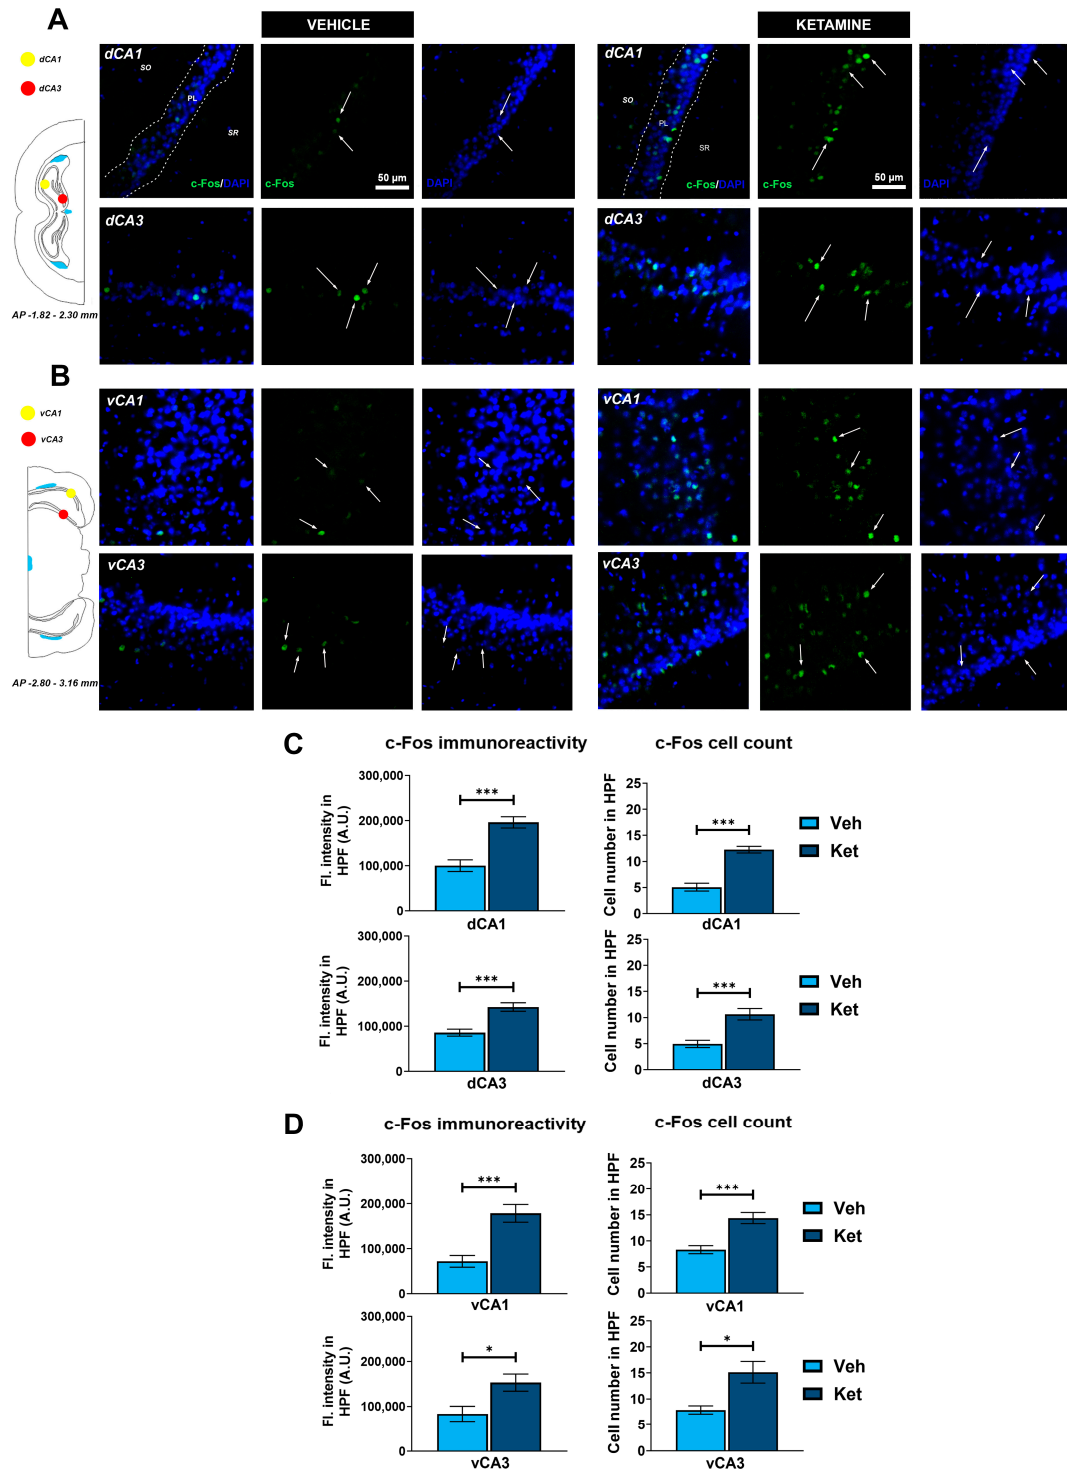 A
VEHICLE
KETAMINE
dCA1
dCA3
AP -1.82 - 2.30 mm
dCA1
SO
PL
SR
c-Fos/DAPI
c-Fos
50 µm
DAPI
dCA1
SO
PL
SR
c-Fos/DAPI
c-Fos
50 µm
DAPI
dCA3
dCA3
B
vCA1
vCA3
AP -2.80 - 3.16 mm
vCA1
vCA1
vCA3
vCA3
C
c-Fos immunoreactivity
c-Fos cell count
Fl. intensity in
HPF (A.U.)
300,000
200,000
100,000
0
***
dCA1
Cell number in HPF
25
20
15
10
5
0
***
dCA1
Veh
Ket
Fl. intensity in
HPF (A.U.)
300,000
200,000
100,000
0
***
dCA3
Cell number in HPF
25
20
15
10
5
0
***
dCA3
Veh
Ket
D
c-Fos immunoreactivity
c-Fos cell count
Fl. intensity in
HPF (A.U.)
300,000
200,000
100,000
0
***
vCA1
Cell number in HPF
25
20
15
10
5
0
***
vCA1
Veh
Ket
Fl. intensity in
HPF (A.U.)
300,000
200,000
100,000
0
*
vCA3
Cell number in HPF
25
20
15
10
5
0
*
vCA3
Veh
Ket